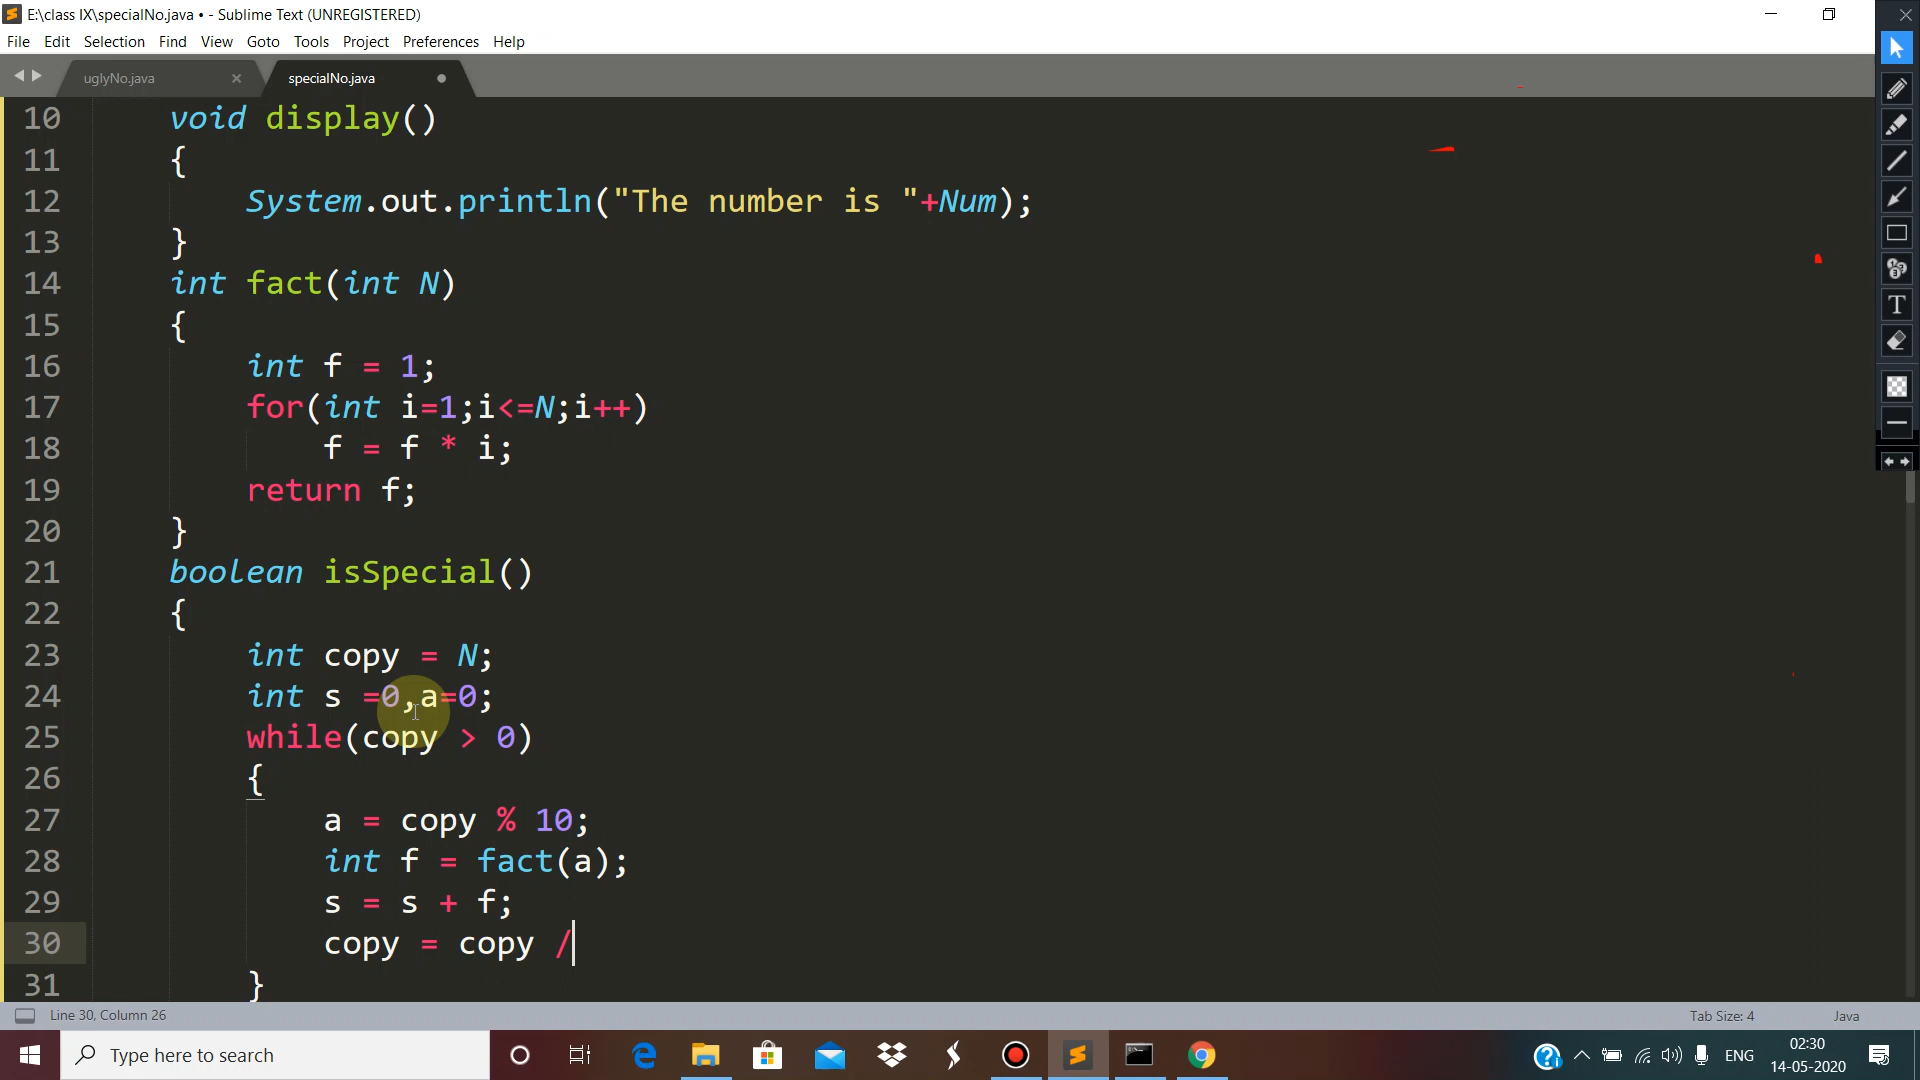 E:\class IX\specialNo.java • - Sublime Text (UNREGISTERED)
File Edit Selection Find View Goto Tools Project Preferences Help
uglyNo.java specialNo.java
10 void display()
11 {
12 System.out.println("The number is "+Num);
13 }
14 int fact(int N)
15 {
16 int f = 1;
17 for(int i=1;i<=N;i++)
18 f = f * i;
19 return f;
20 }
21 boolean isSpecial()
22 {
23 int copy = N;
24 int s =0,a=0;
25 while(copy > 0)
26 {
27 a = copy % 10;
28 int f = fact(a);
29 s = s + f;
30 copy = copy /
31 }
Line 30, Column 26 Tab Size: 4 Java
Type here to search
ENG
02:30
14-05-2020